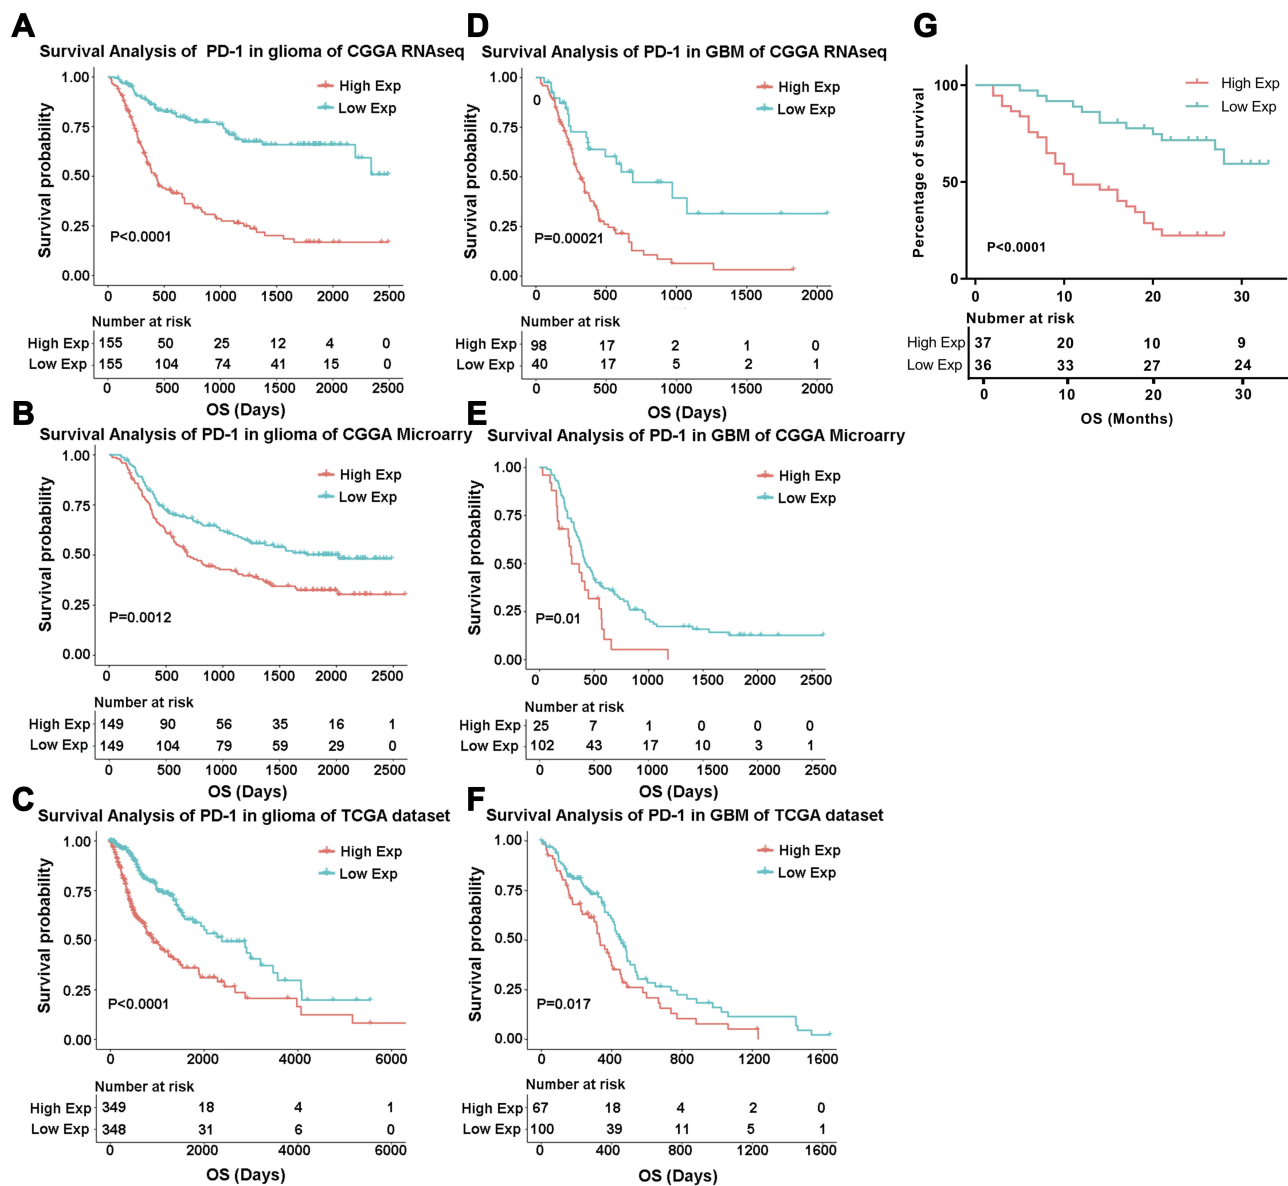 A
Survival Analysis of PD-1 in glioma of CGGA RNAseq
Survival probability
1.00
0.75
0.50
0.25
0.00
High Exp
Low Exp
P<0.0001
0 500 1000 1500 2000 2500
Number at risk
High Exp 155 50 25 12 4 0
Low Exp 155 104 74 41 15 0
0 500 1000 1500 2000 2500
OS (Days)
B
Survival Analysis of PD-1 in glioma of CGGA Microarry
Survival probability
1.00
0.75
0.50
0.25
0.00
High Exp
Low Exp
P=0.0012
0 500 1000 1500 2000 2500
Number at risk
High Exp 149 90 56 35 16 1
Low Exp 149 104 79 59 29 0
0 500 1000 1500 2000 2500
OS (Days)
C
Survival Analysis of PD-1 in glioma of TCGA dataset
Survival probability
1.00
0.75
0.50
0.25
0.00
High Exp
Low Exp
P<0.0001
0 2000 4000 6000
Number at risk
High Exp 349 18 4 1
Low Exp 348 31 6 0
0 2000 4000 6000
OS (Days)
D
Survival Analysis of PD-1 in GBM of CGGA RNAseq
Survival probability
1.00
0.75
0.50
0.25
0.00
0
High Exp
Low Exp
P=0.00021
0 500 1000 1500 2000
Number at risk
High Exp 98 17 2 1 0
Low Exp 40 17 5 2 1
0 500 1000 1500 2000
OS (Days)
E
Survival Analysis of PD-1 in GBM of CGGA Microarry
Survival probability
1.00
0.75
0.50
0.25
0.00
High Exp
Low Exp
P=0.01
0 500 1000 1500 2000 2500
Number at risk
High Exp 25 7 1 0 0 0
Low Exp 102 43 17 10 3 1
0 500 1000 1500 2000 2500
OS (Days)
F
Survival Analysis of PD-1 in GBM of TCGA dataset
Survival probability
1.00
0.75
0.50
0.25
0.00
High Exp
Low Exp
P=0.017
0 400 800 1200 1600
Number at risk
High Exp 67 18 4 2 0
Low Exp 100 39 11 5 1
0 400 800 1200 1600
OS (Days)
G
Percentage of survival
100
50
0
High Exp
Low Exp
P<0.0001
0 10 20 30
Nubmer at risk
High Exp 37 20 10 9
Low Exp 36 33 27 24
0 10 20 30
OS (Months)